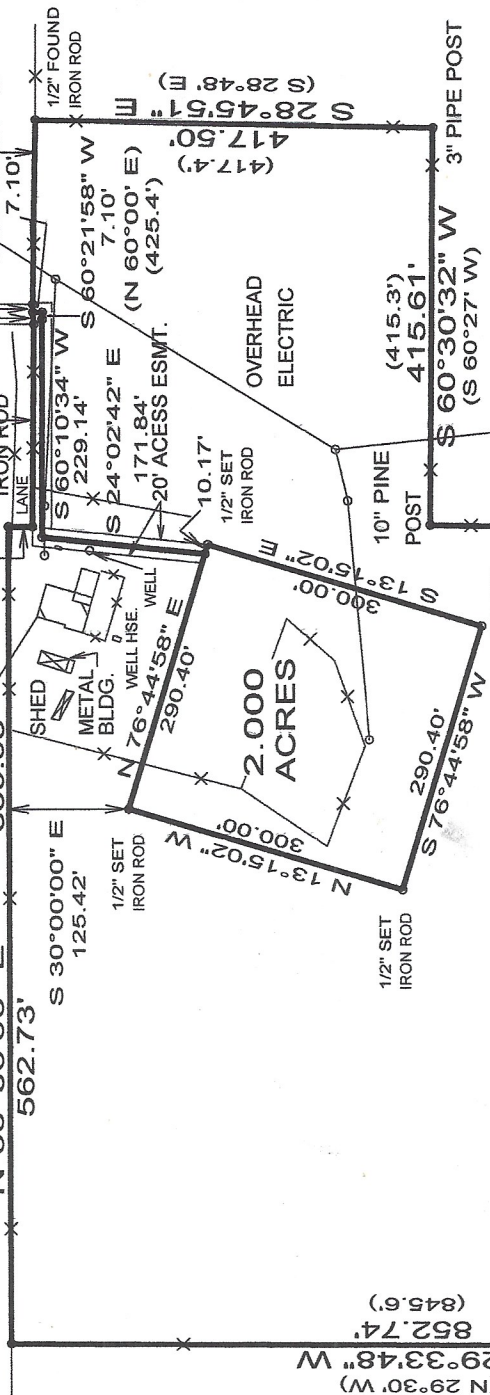 562.73'
S 30°00'00" E
125.42'
1/2" SET
IRON ROD
SHED
METAL
BLDG.
WELL HSE.
WELL
LANE
IRON ROD
S 60°10'34" W
229.14'
S 24°02'42" E
171.84'
20' ACESS ESMT.
10.17'
1/2" SET
IRON ROD
7.10'
S 60°21'58" W
7.10'
(N 60°00' E)
(425.4')
1/2" FOUND
IRON ROD
S 28°45'51" E
(S 28°48' E)
417.50'
(417.4')
OVERHEAD
ELECTRIC
N 76°44'58" E
290.40'
2.000
ACRES
S 13°15'02" E
300.00'
N 13°15'02" W
300.00'
290.40'
S 76°44'58" W
1/2" SET
IRON ROD
10" PINE
POST
(415.3')
415.61'
S 60°30'32" W
(S 60°27' W)
3" PIPE POST
29°33'48" W
N 29°30' W)
852.74'
(845.6')